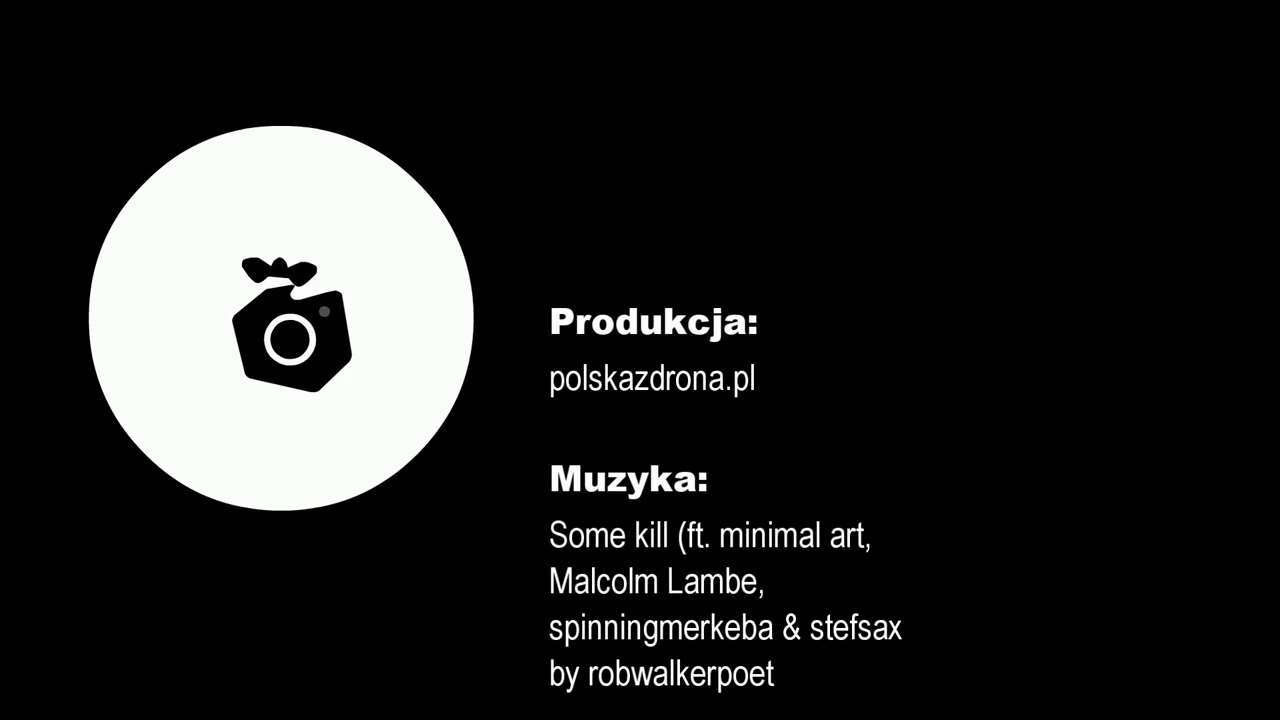 Produkcja:
polskazdrona.pl
Muzyka:
Some kill (ft. minimal art,
Malcolm Lambe,
spinningmerkeba & stefsax
by robwalkerpoet